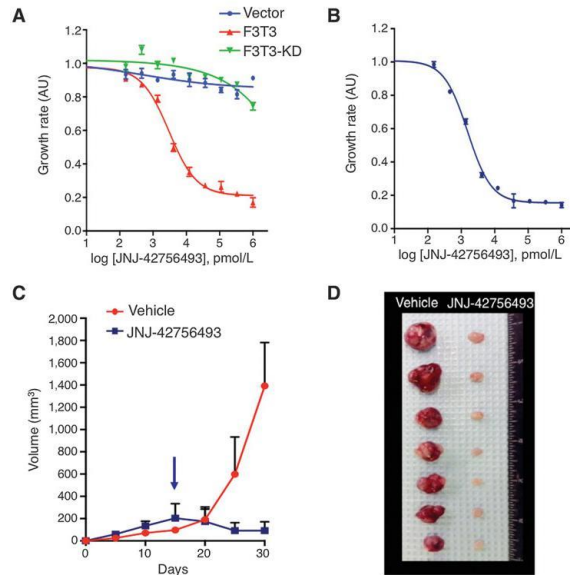 A
Vector
F3T3
F3T3-KD
Growth rate (AU)
1.2
1.0
0.8
0.6
0.4
0.2
0
1 2 3 4 5 6
log [JNJ-42756493], pmol/L
B
Growth rate (AU)
1.2
1.0
0.8
0.6
0.4
0.2
0
1 2 3 4 5 6
log [JNJ-42756493], pmol/L
C
Vehicle
JNJ-42756493
Volume (mm³)
2,000
1,800
1,600
1,400
1,200
1,000
800
600
400
200
0
0 10 20 30
Days
D
Vehicle JNJ-42756493